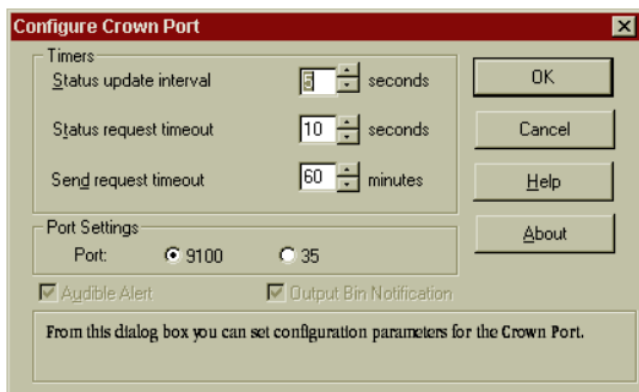 Configure Crown Port
Timers
Status update interval 5 seconds
OK
Status request timeout 10 seconds
Cancel
Send request timeout 60 minutes
Help
Port Settings
About
Port: 9100 35
Audible Alert Output Bin Notification
From this dialog box you can set configuration parameters for the Crown Port.